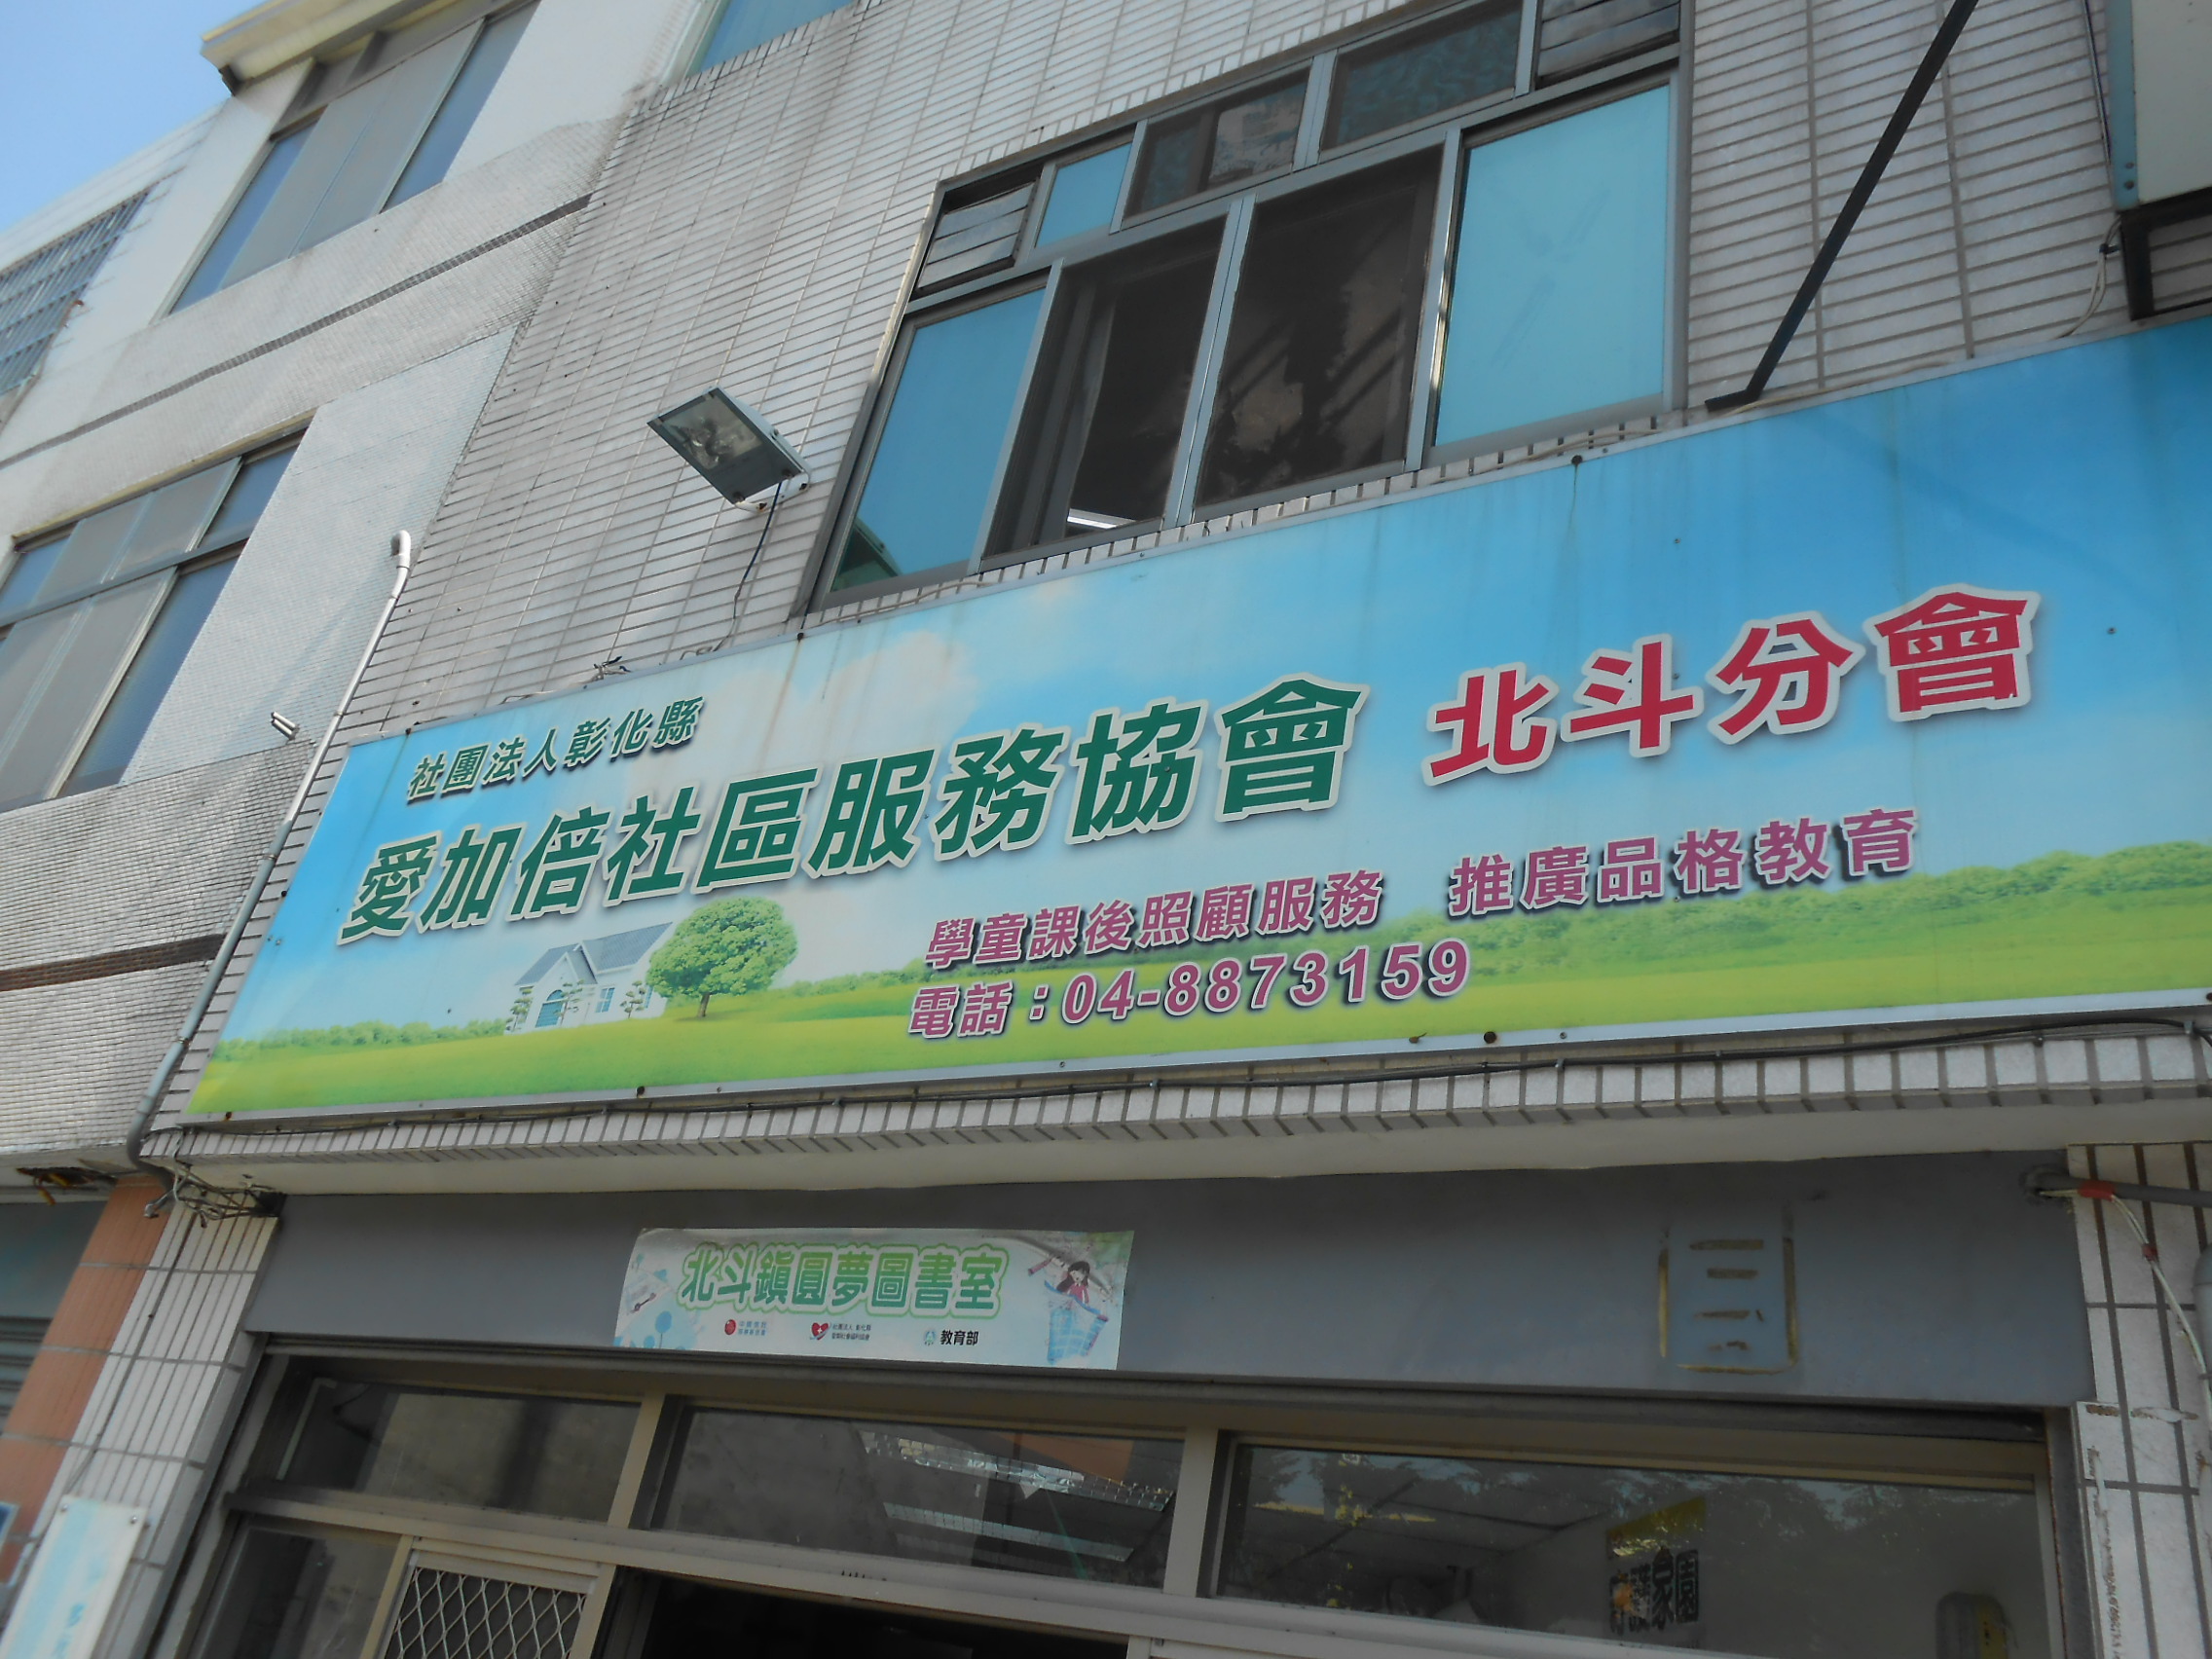 社團法人彰化縣
愛加倍社區服務協會 北斗分會
學童課後照顧服務 推廣品格教育
電話：04-8873159
北斗鎮圓夢圖書室
教育部
家園